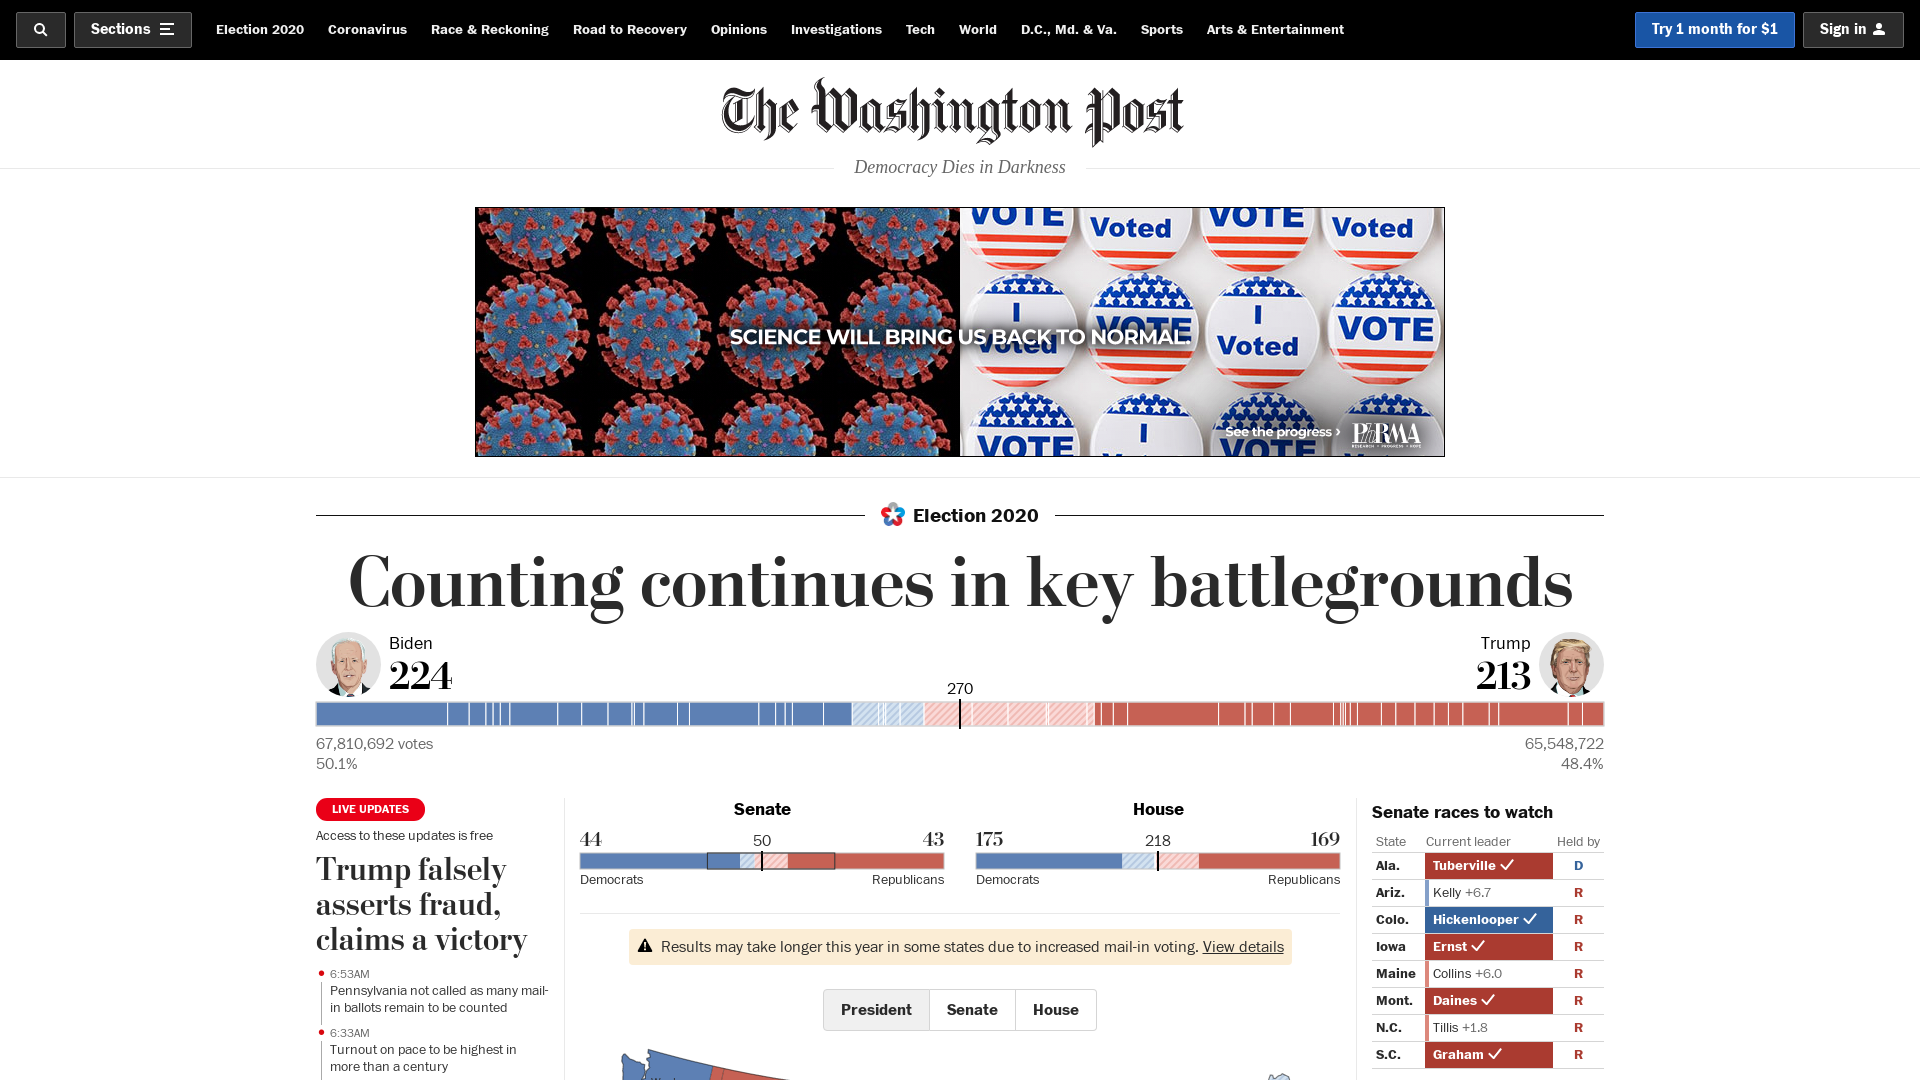 Sections
Election 2020
Coronavirus
Race & Reckoning
Road to Recovery
Opinions
Investigations
Tech
World
D.C., Md. & Va.
Sports
Arts & Entertainment
Try 1 month for $1
Sign in
The Washington Post
Democracy Dies in Darkness
VOTE
Voted
VOTE
Voted
I
Voted
VOTE
I
Voted
VOTE
SCIENCE WILL BRING US BACK TO NORMAL.
VOTE
I
VOTE
See the progress ›
PhRMA
RESEARCH • PROGRESS • HOPE
Election 2020
Counting continues in key battlegrounds
Biden
224
Trump
213
270
67,810,692 votes
50.1%
65,548,722
48.4%
LIVE UPDATES
Access to these updates is free
Trump falsely
asserts fraud,
claims a victory
6:53AM
Pennsylvania not called as many mail-
in ballots remain to be counted
6:33AM
Turnout on pace to be highest in
more than a century
Senate
44
50
43
Democrats
Republicans
House
175
218
169
Democrats
Republicans
Results may take longer this year in some states due to increased mail-in voting. View details
President
Senate
House
Senate races to watch
State Current leader Held by
Ala. Tuberville D
Ariz. Kelly +6.7 R
Colo. Hickenlooper R
Iowa Ernst R
Maine Collins +6.0 R
Mont. Daines R
N.C. Tillis +1.8 R
S.C. Graham R